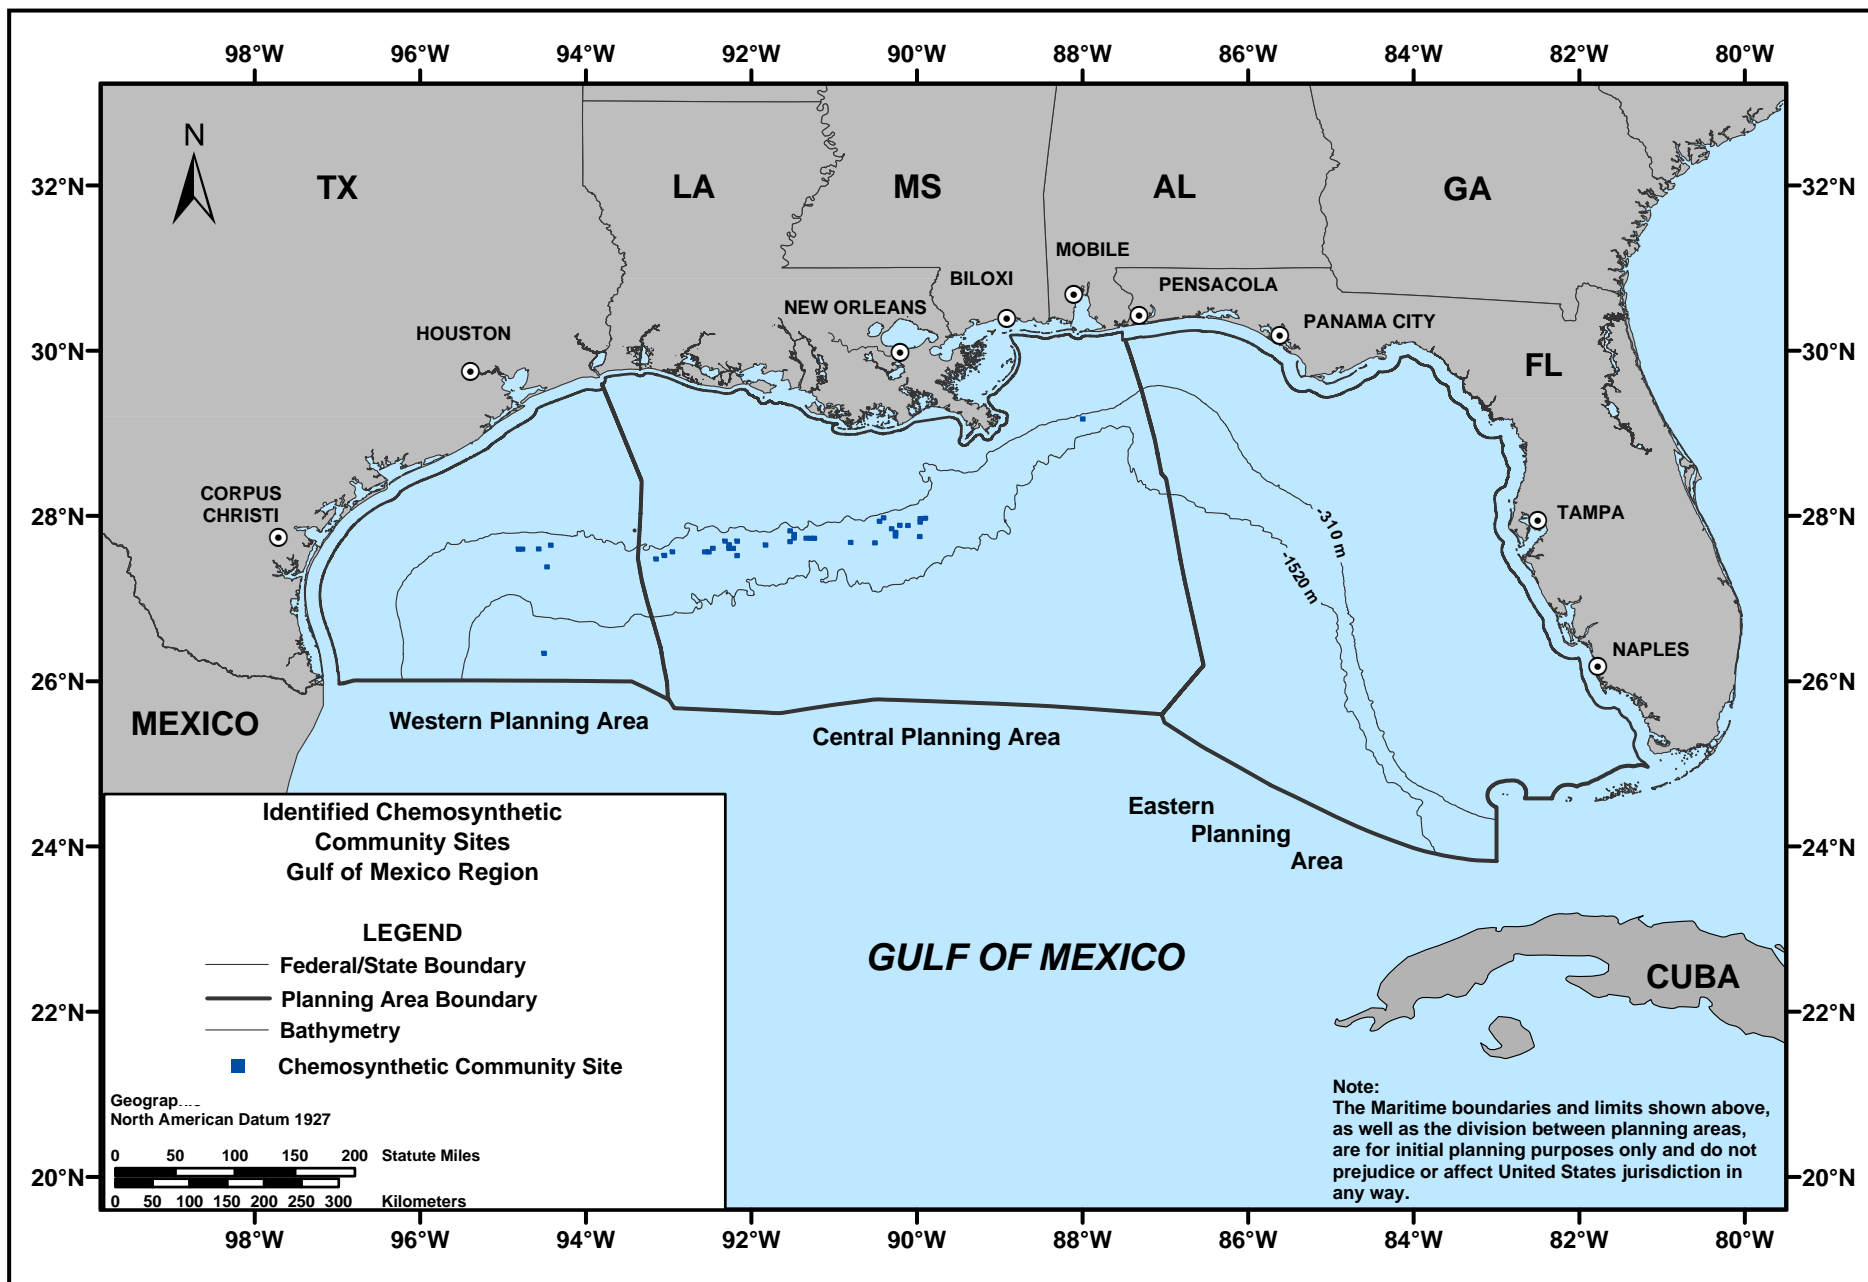 98°W 96°W 94°W 92°W 90°W 88°W 86°W 84°W 82°W 80°W
N
32°N TX LA MS AL GA 32°N
MOBILE
BILOXI PENSACOLA
NEW ORLEANS
HOUSTON PANAMA CITY
30°N 30°N
FL
CORPUS
CHRISTI
28°N TAMPA 28°N
-310 m
-1520 m
NAPLES
26°N 26°N
MEXICO Western Planning Area
Central Planning Area
Eastern
Planning
Area
24°N 24°N
Identified Chemosynthetic
Community Sites
Gulf of Mexico Region
LEGEND
Federal/State Boundary
Planning Area Boundary
Bathymetry
Chemosynthetic Community Site
GULF OF MEXICO
CUBA
22°N 22°N
North American Datum 1927
0 50 100 150 200 Statute Miles
0 50 100 150 200 250 300 Kilometers
20°N 20°N
Note:
The Maritime boundaries and limits shown above,
as well as the division between planning areas,
are for initial planning purposes only and do not
prejudice or affect United States jurisdiction in
any way.
98°W 96°W 94°W 92°W 90°W 88°W 86°W 84°W 82°W 80°W